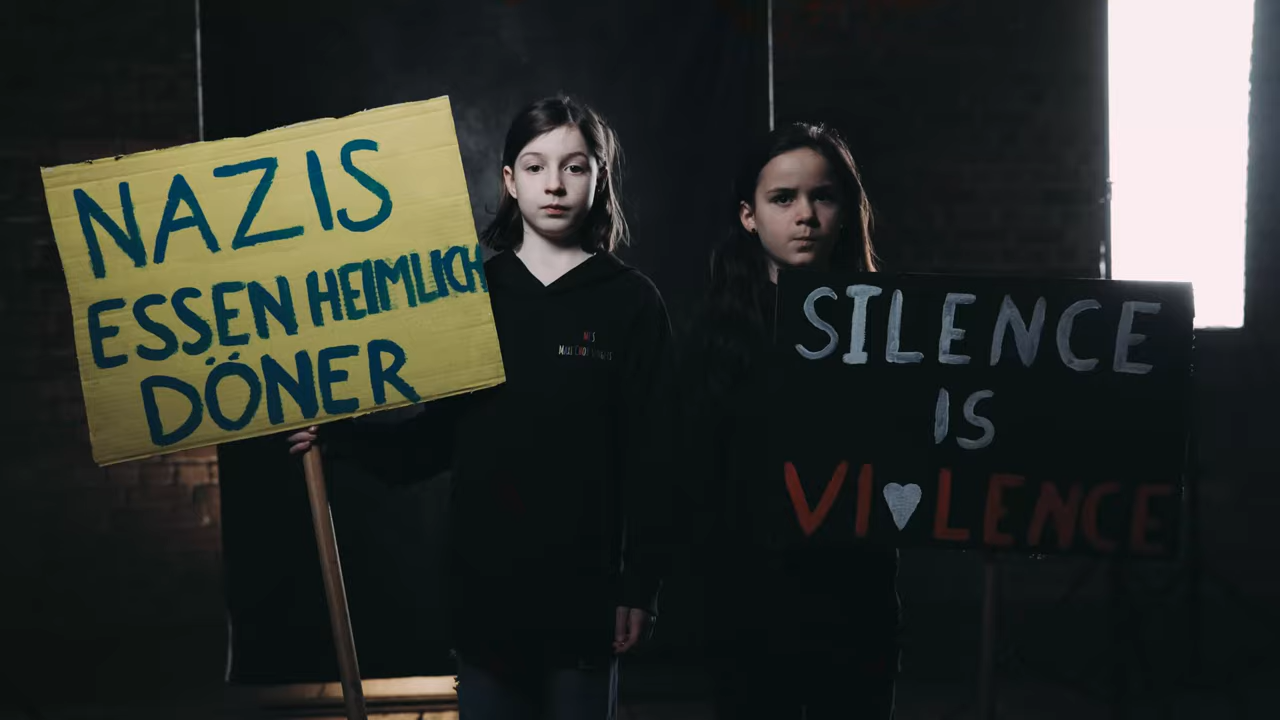 NAZIS
ESSEN HEIMLICH
DÖNER
SILENCE
IS
VI♥LENCE